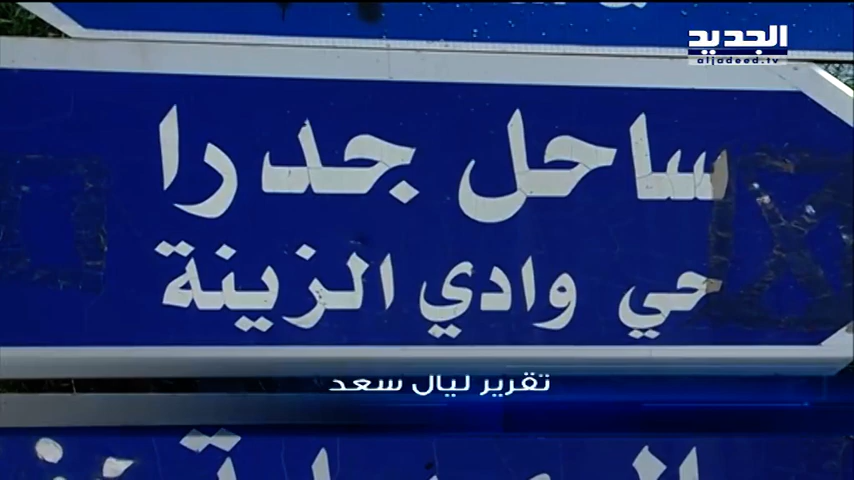 الجديد
aljadeed.tv
ساحل جدرا
حي وادي الزينة
تقرير ليال سعد